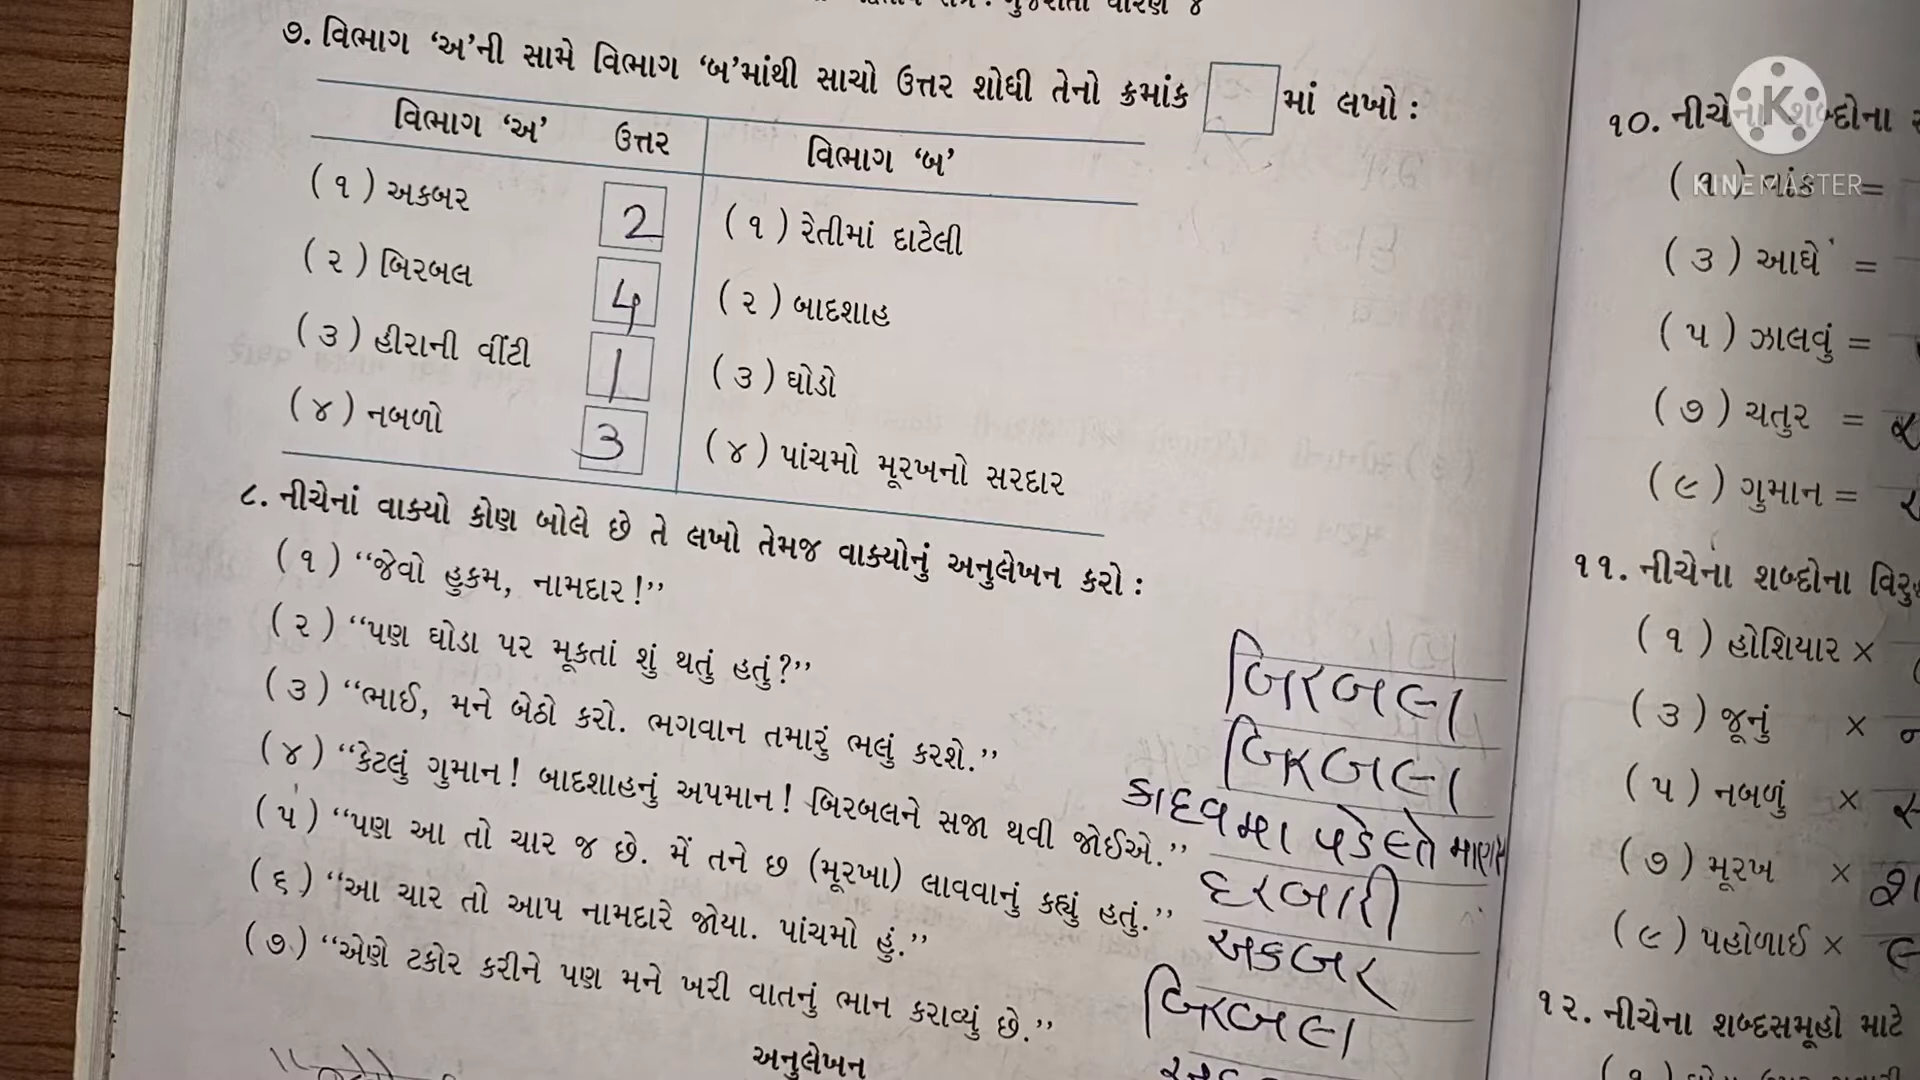 ૭. વિભાગ ‘અ’ની સામે વિભાગ ‘બ’માંથી સાચો ઉત્તર શોધી તેનો ક્રમાંક માં લખો :
વિભાગ ‘અ’ ઉત્તર વિભાગ ‘બ’
(૧) અકબર 2 (૧) રેતીમાં દાટેલી
(૨) બિરબલ 4 (૨) બાદશાહ
(૩) હીરાની વીંટી 1 (૩) ઘોડો
(૪) નબળો 3 (૪) પાંચમો મૂરખનો સરદાર
૮. નીચેનાં વાક્યો કોણ બોલે છે તે લખો તેમજ વાક્યોનું અનુલેખન કરો :
(૧) “જેવો હુકમ, નામદાર!” બિરબલ
(૨) “પણ ઘોડા પર મૂકતાં શું થતું હતું?” બિરબલ
(૩) “ભાઈ, મને બેઠો કરો. ભગવાન તમારું ભલું કરશે.” કાદવમા પડેલ
(૪) “કેટલું ગુમાન! બાદશાહનું અપમાન! બિરબલને સજા થવી જોઈએ.” દરબારી
(૫) “પણ આ તો ચાર જ છે. મેં તને છ (મૂરખા) લાવવાનું કહ્યું હતું.” અકબર
(૬) “આ ચાર તો આપ નામદારે જોયા. પાંચમો હું.” બિરબલ
(૭) “એણે ટકોર કરીને પણ મને ખરી વાતનું ભાન કરાવ્યું છે.”
અનુલેખન
૧૦. નીચેના શબ્દોના
(૩) આઘે =
(૫) ઝાલવું =
(૭) ચતુર =
(૯) ગુમાન =
૧૧. નીચેના શબ્દોના
(૧) હોશિયાર ×
(૩) જૂનું ×
(૫) નબળું ×
(૭) મૂરખ ×
(૯) પહોળાઈ ×
૧૨. નીચેના શબ્દસમૂહો માટે
K
KINEMASTER